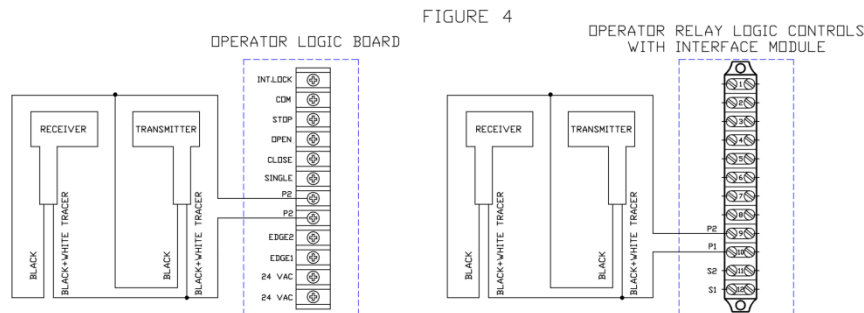 FIGURE 4
OPERATOR LOGIC BOARD
INT.LOCK
COM
STOP
OPEN
CLOSE
SINGLE
P2
P2
EDGE2
EDGE1
24 VAC
24 VAC
RECEIVER
TRANSMITTER
BLACK
BLACK+WHITE TRACER
BLACK
BLACK+WHITE TRACER
OPERATOR RELAY LOGIC CONTROLS
WITH INTERFACE MODULE
RECEIVER
TRANSMITTER
BLACK
BLACK+WHITE TRACER
BLACK
BLACK+WHITE TRACER
1
2
3
4
5
6
7
8
P2 9
P1 10
S2 11
S1 12